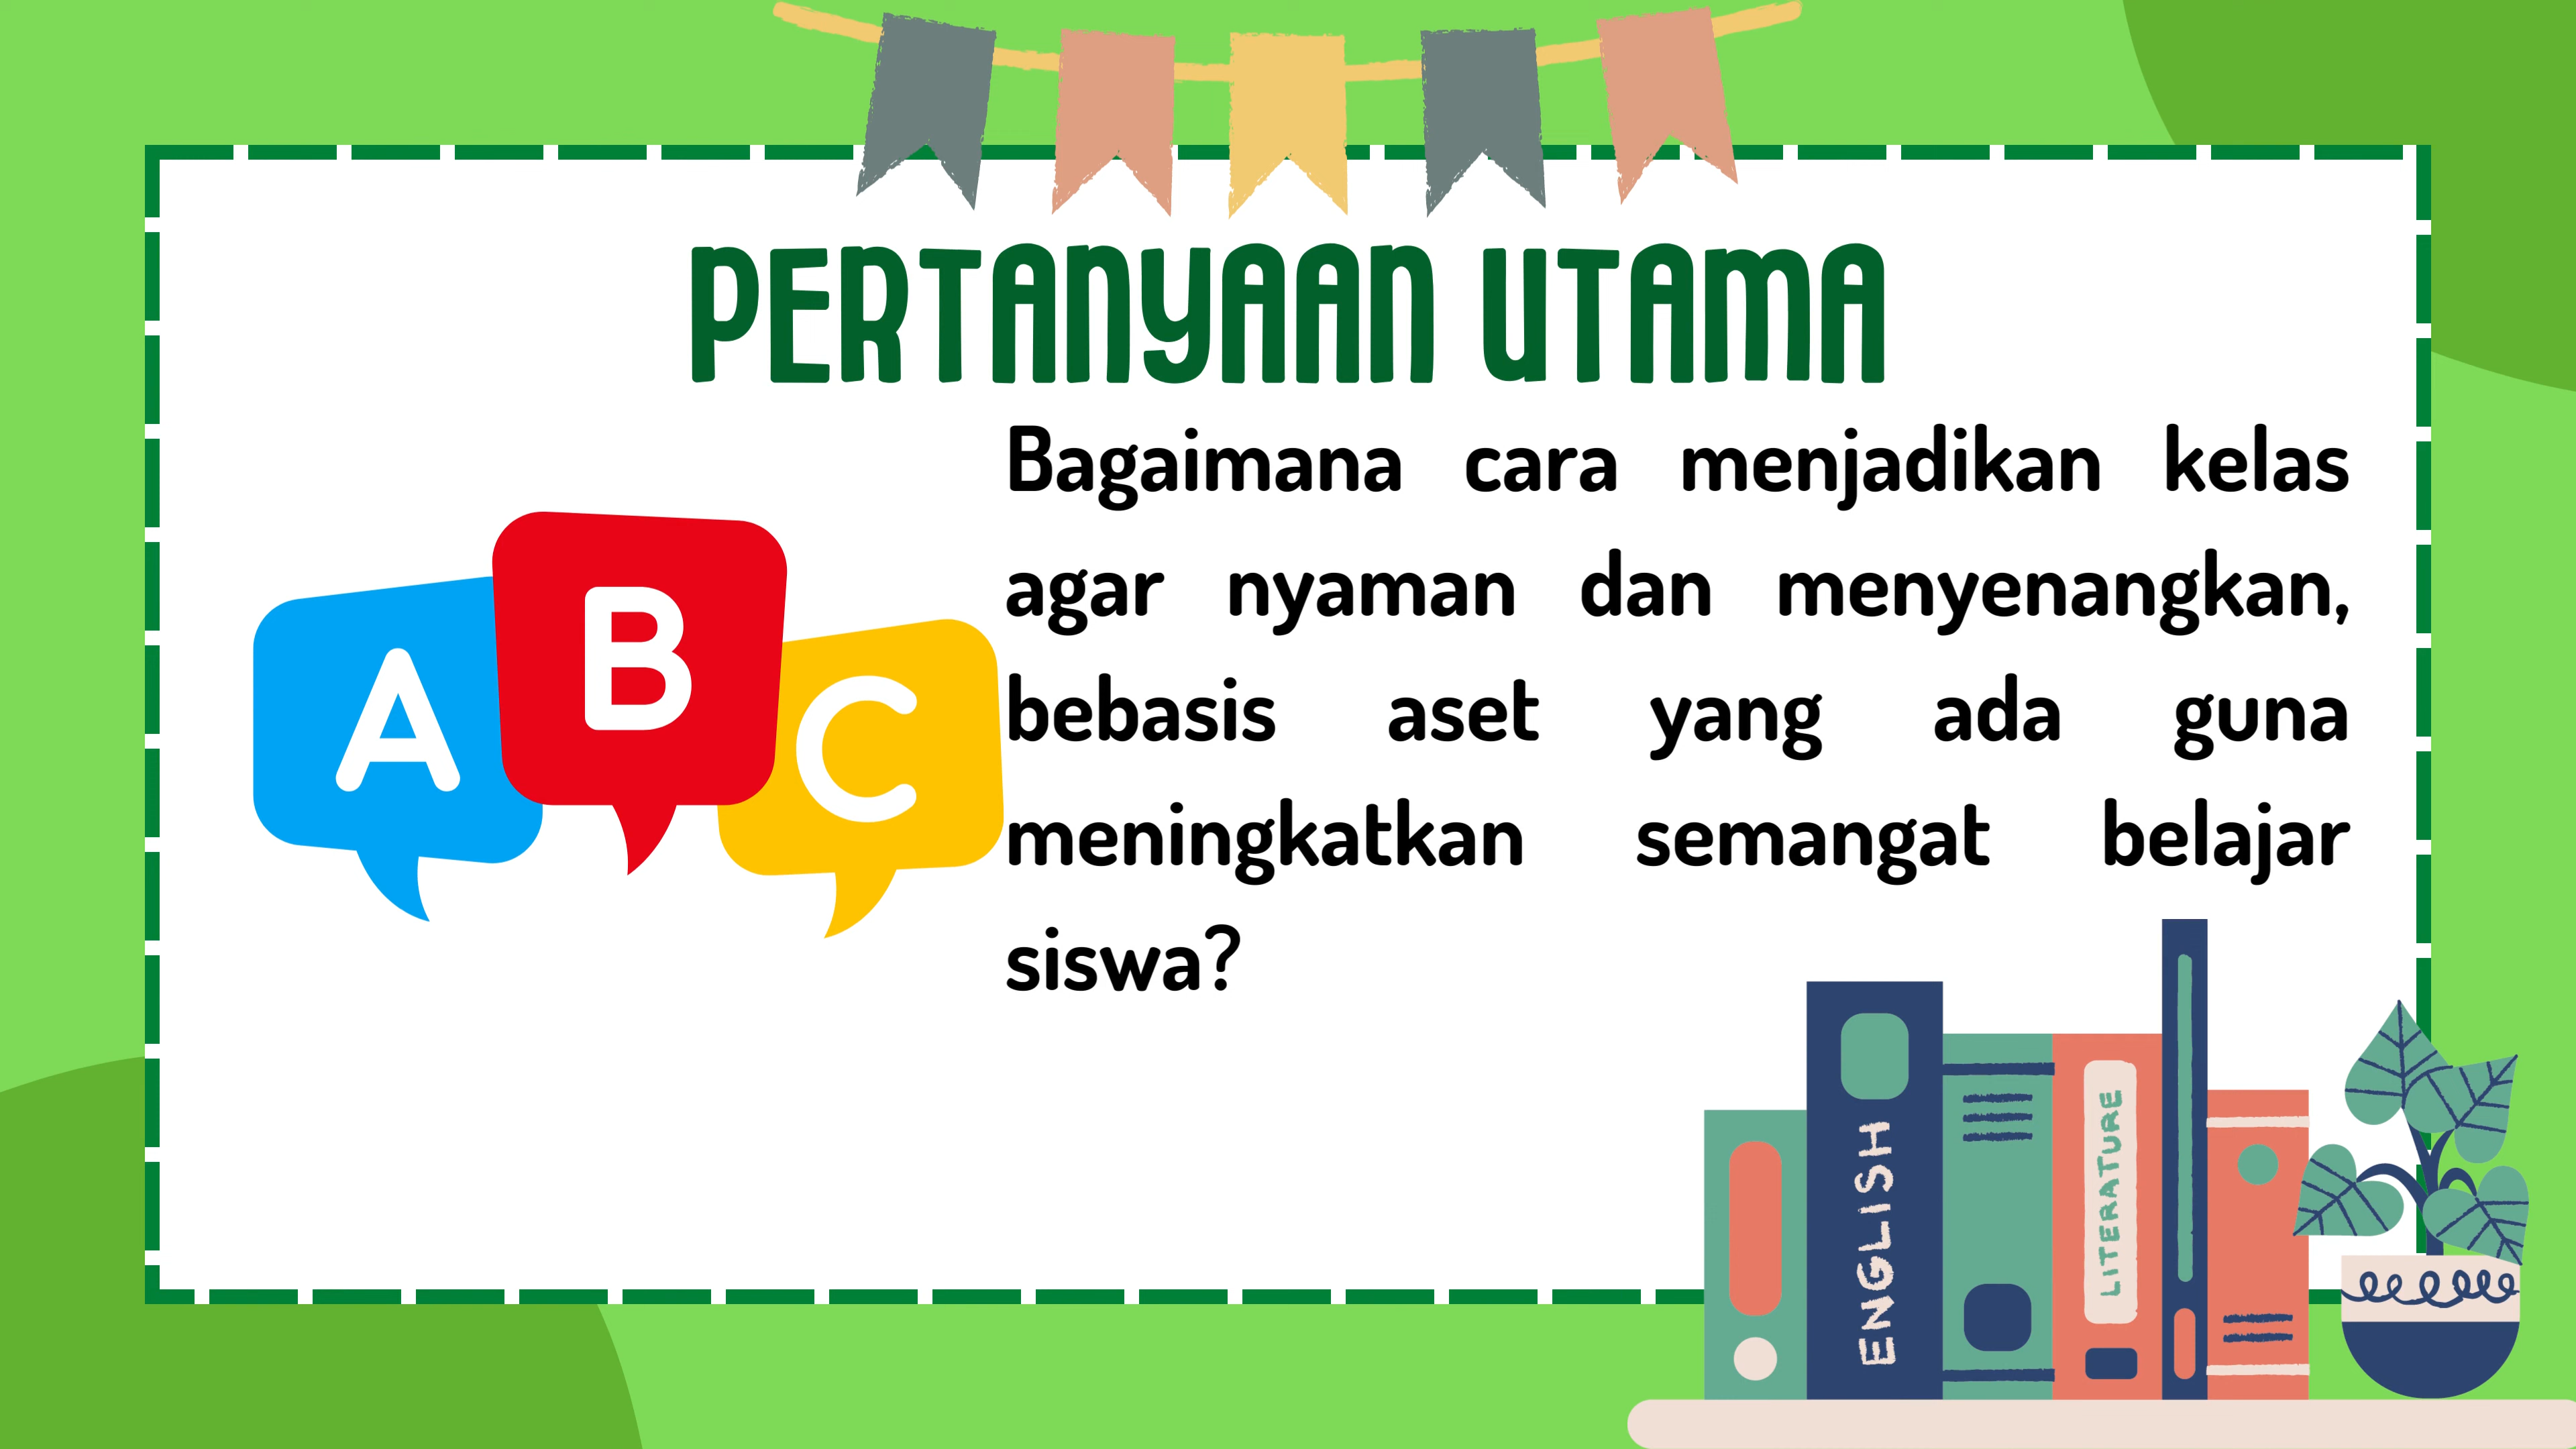 PERTANYAAN UTAMA
Bagaimana cara menjadikan kelas
agar nyaman dan menyenangkan,
bebasis aset yang ada guna
meningkatkan semangat belajar
siswa?
A
B
C
ENGLISH
LITERATURE